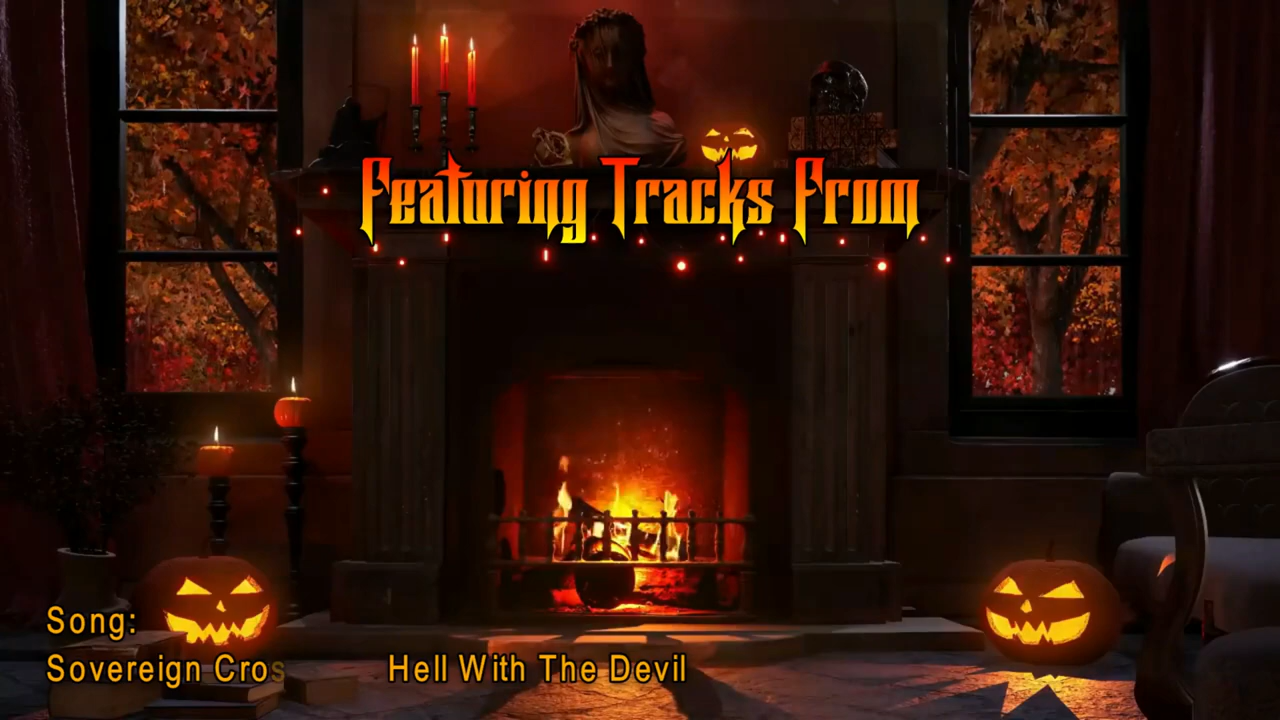 Featuring Tracks From
Song:
Sovereign Cros Hell With The Devil